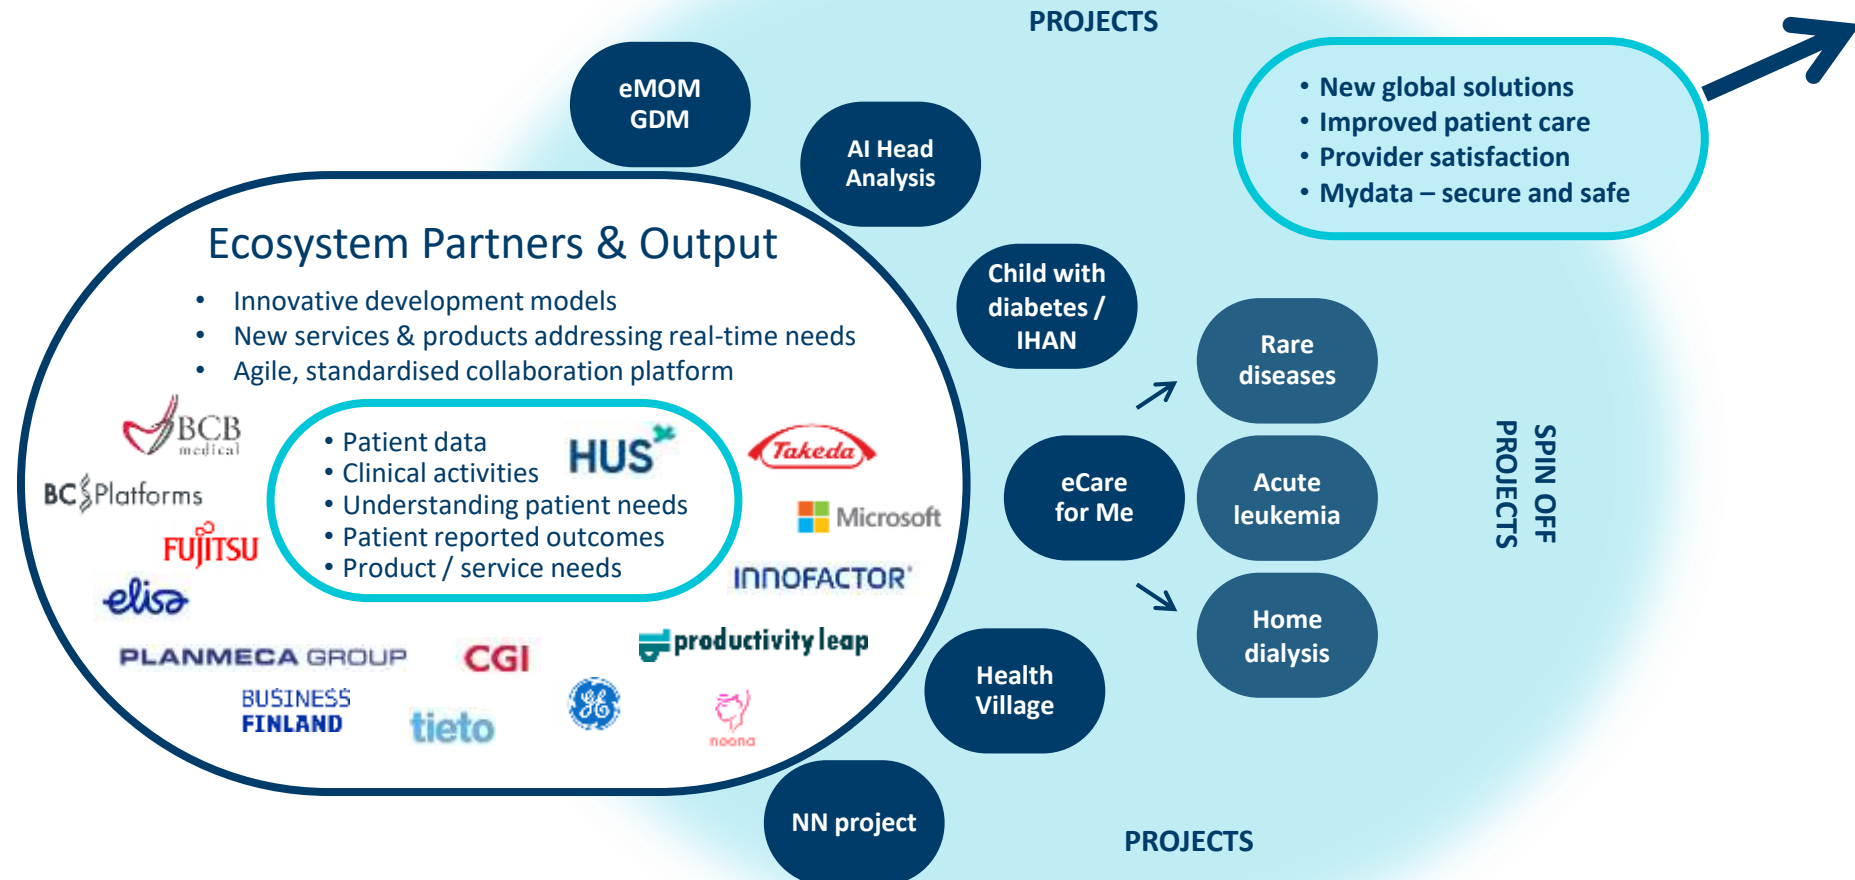 PROJECTS
eMOM
GDM
AI Head
Analysis
• New global solutions
• Improved patient care
• Provider satisfaction
• Mydata – secure and safe
Ecosystem Partners & Output
• Innovative development models
• New services & products addressing real-time needs
• Agile, standardised collaboration platform
Child with
diabetes /
IHAN
Rare
diseases
BCB
medical
BC Platforms
FUJITSU
elisa
• Patient data
• Clinical activities
• Understanding patient needs
• Patient reported outcomes
• Product / service needs
HUS
Takeda
Microsoft
INNOFACTOR®
eCare
for Me
Acute
leukemia
SPIN OFF
PROJECTS
Home
dialysis
PLANMECA GROUP
CGI
productivity leap
BUSINESS
FINLAND
tieto
GE
noona
Health
Village
NN project
PROJECTS